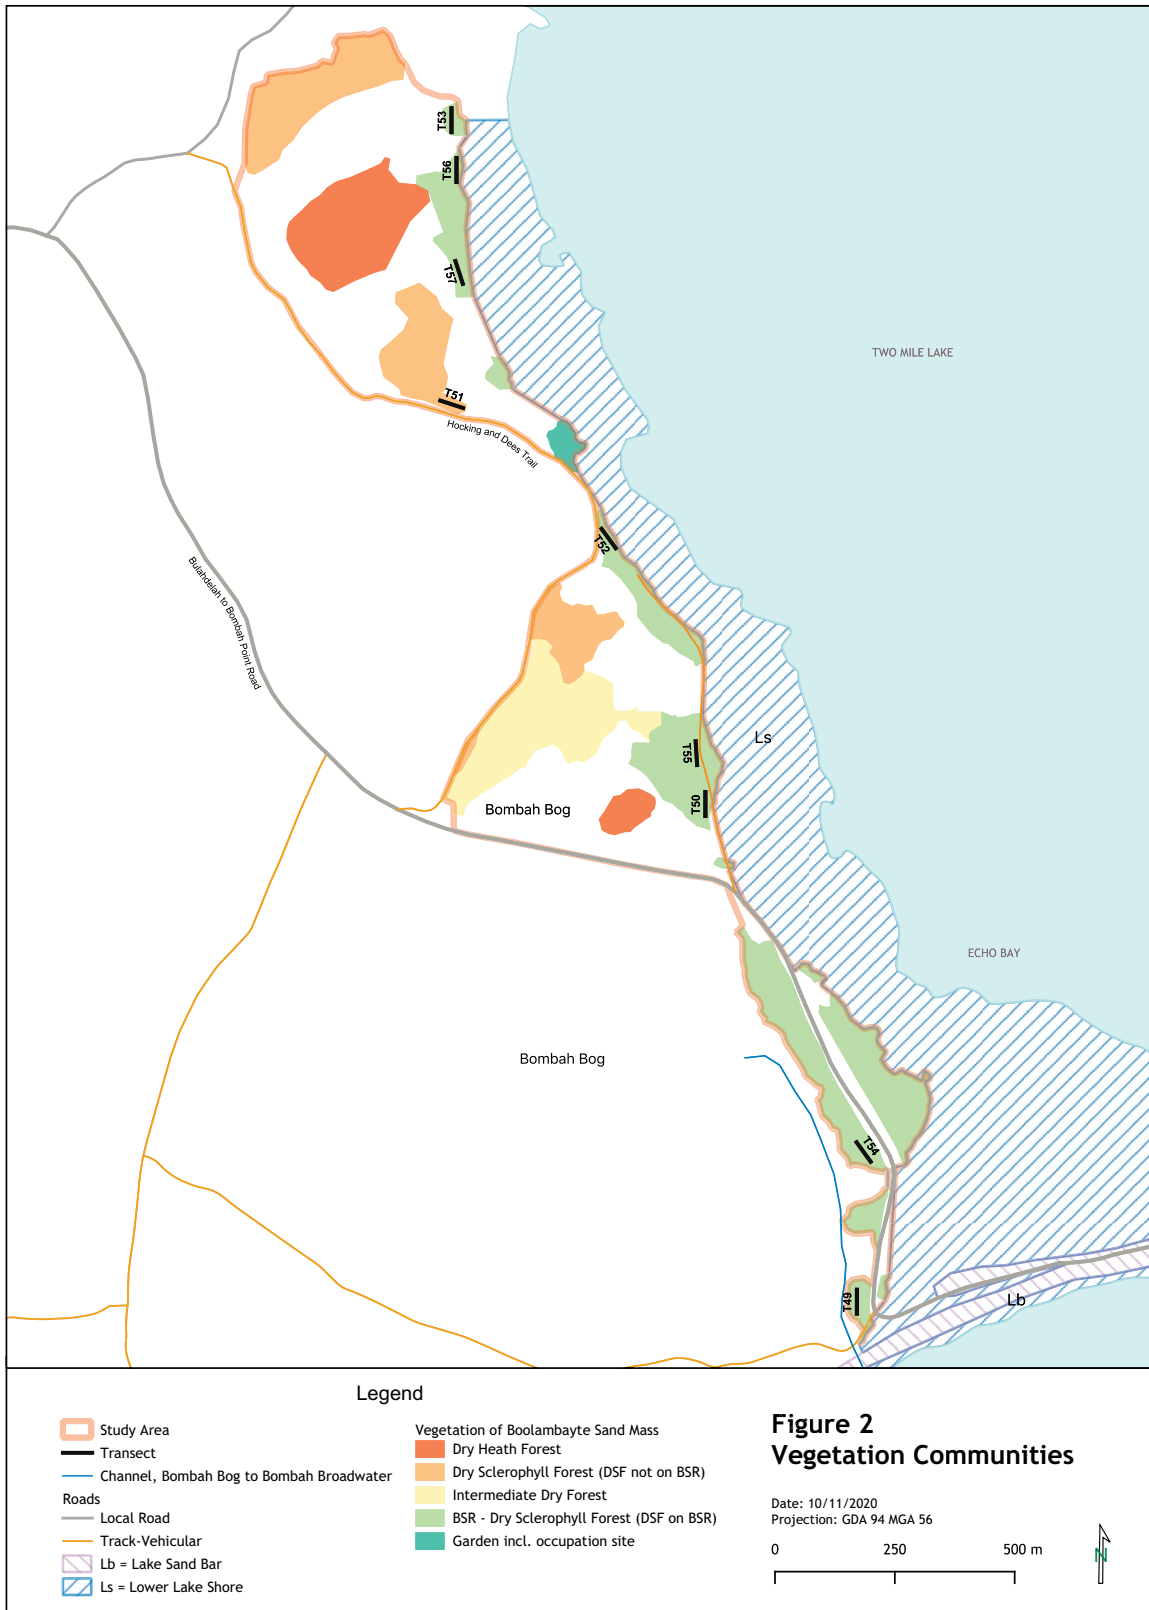 T53
T56
T57
TWO MILE LAKE
T51
Hocking and Dees Trail
T52
Bulahdelah to Bombah Point Road
Ls
T55
T50
Bombah Bog
ECHO BAY
Bombah Bog
T54
T49
Lb
Legend
Study Area
Transect
Channel, Bombah Bog to Bombah Broadwater
Roads
Local Road
Track-Vehicular
Lb = Lake Sand Bar
Ls = Lower Lake Shore
Vegetation of Boolambayte Sand Mass
Dry Heath Forest
Dry Sclerophyll Forest (DSF not on BSR)
Intermediate Dry Forest
BSR - Dry Sclerophyll Forest (DSF on BSR)
Garden incl. occupation site
Figure 2
Vegetation Communities
Date: 10/11/2020
Projection: GDA 94 MGA 56
0 250 500 m
N